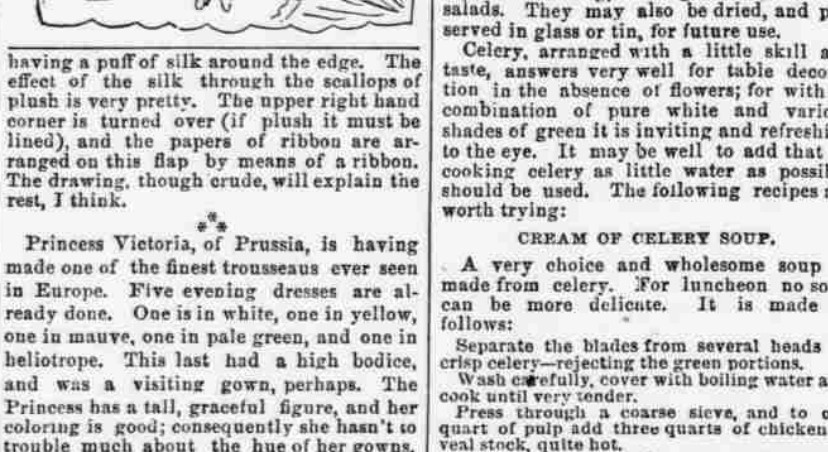 having a puff of silk around the edge. The
effect of the silk through the scallops of
plush is very pretty. The upper right hand
corner is turned over (if plush it must be
lined), and the papers of ribbon are ar-
ranged on this flap by means of a ribbon.
The drawing, though crude, will explain the
rest, I think.
***
Princess Victoria, of Prussia, is having
made one of the finest trousseaus ever seen
in Europe. Five evening dresses are al-
ready done. One is in white, one in yellow,
one in mauve, one in pale green, and one in
heliotrope. This last had a high bodice,
and was a visiting gown, perhaps. The
Princess has a tall, graceful figure, and her
coloring is good; consequently she hasn't to
trouble much about the hue of her gowns.
salads. They may also be dried, and p
served in glass or tin, for future use.
Celery, arranged with a little skill a
taste, answers very well for table deco
tion in the absence of flowers; for with
combination of pure white and vario
shades of green it is inviting and refreshi
to the eye. It may be well to add that
cooking celery as little water as possib
should be used. The following recipes
worth trying:
CREAM OF CELERY SOUP.
A very choice and wholesome soup
made from celery. For luncheon no so
can be more delicate. It is made
follows:
Separate the blades from several heads
crisp celery—rejecting the green portions.
Wash carefully, cover with boiling water a
cook until very tender.
Press through a coarse sieve, and to
quart of pulp add three quarts of chicken
veal stock, quite hot.